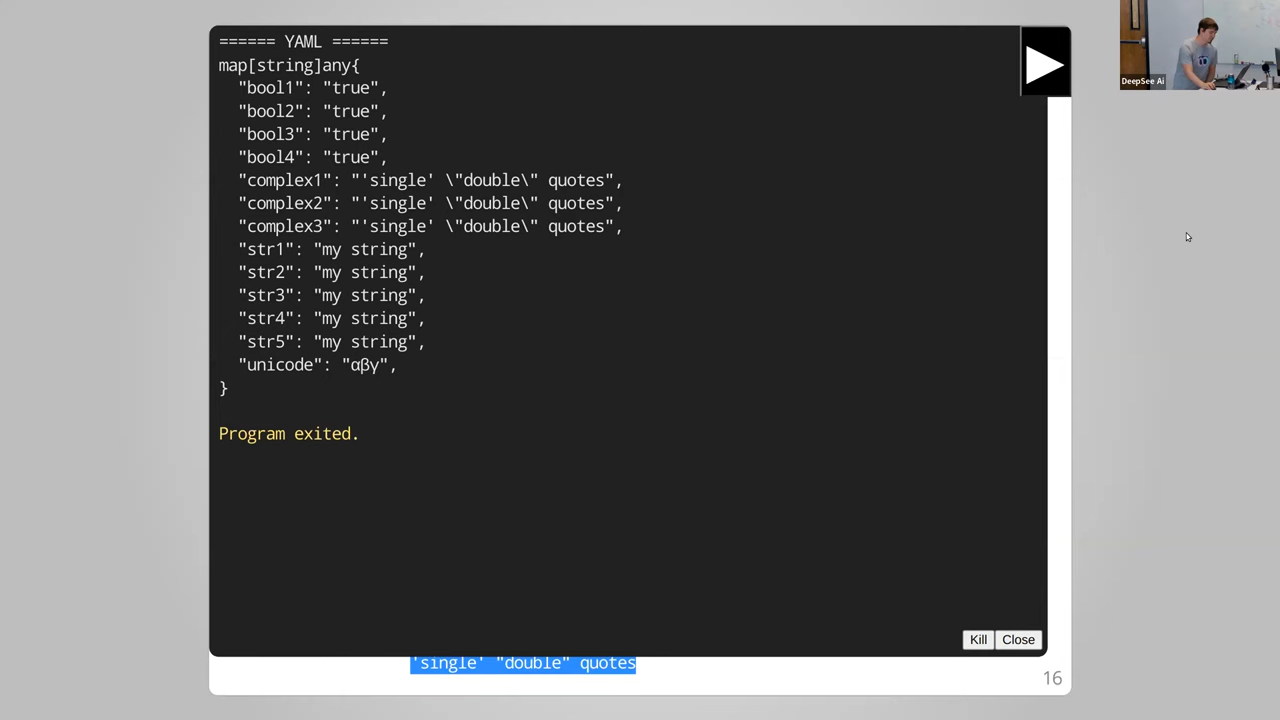 ====== YAML ======
map[string]any{
  "bool1": "true",
  "bool2": "true",
  "bool3": "true",
  "bool4": "true",
  "complex1": "'single' \"double\" quotes",
  "complex2": "'single' \"double\" quotes",
  "complex3": "'single' \"double\" quotes",
  "str1": "my string",
  "str2": "my string",
  "str3": "my string",
  "str4": "my string",
  "str5": "my string",
  "unicode": "αβγ",
}
Program exited.
Kill Close
'single' "double" quotes
16
DeepSee Ai